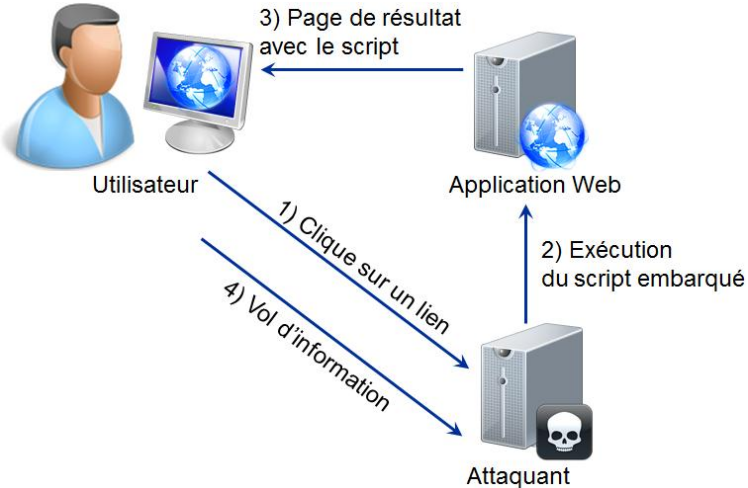 3) Page de résultat
avec le script
Utilisateur
Application Web
1) Clique sur un lien
2) Exécution
du script embarqué
4) Vol d'information
Attaquant